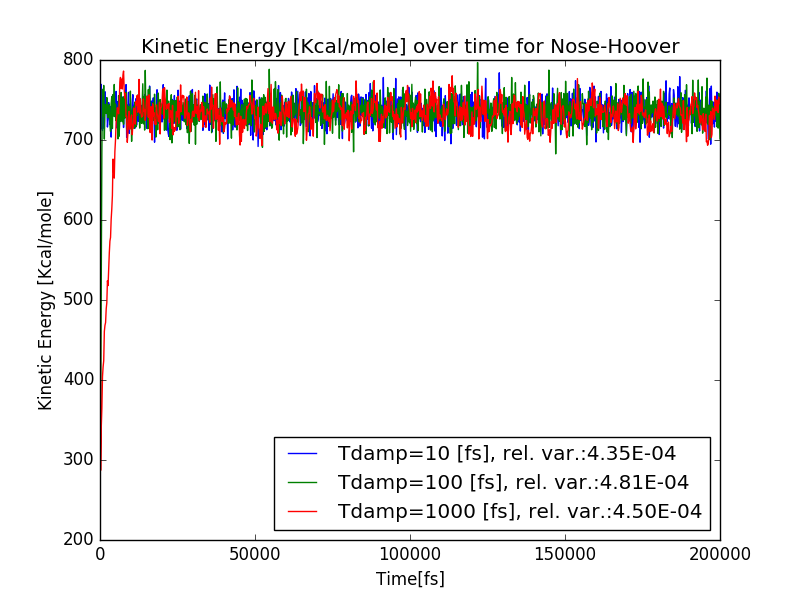 Kinetic Energy [Kcal/mole] over time for Nose-Hoover
800
700
600
500
400
300
200
Kinetic Energy [Kcal/mole]
Tdamp=10 [fs], rel. var.:4.35E-04
Tdamp=100 [fs], rel. var.:4.81E-04
Tdamp=1000 [fs], rel. var.:4.50E-04
0 50000 100000 150000 200000
Time[fs]